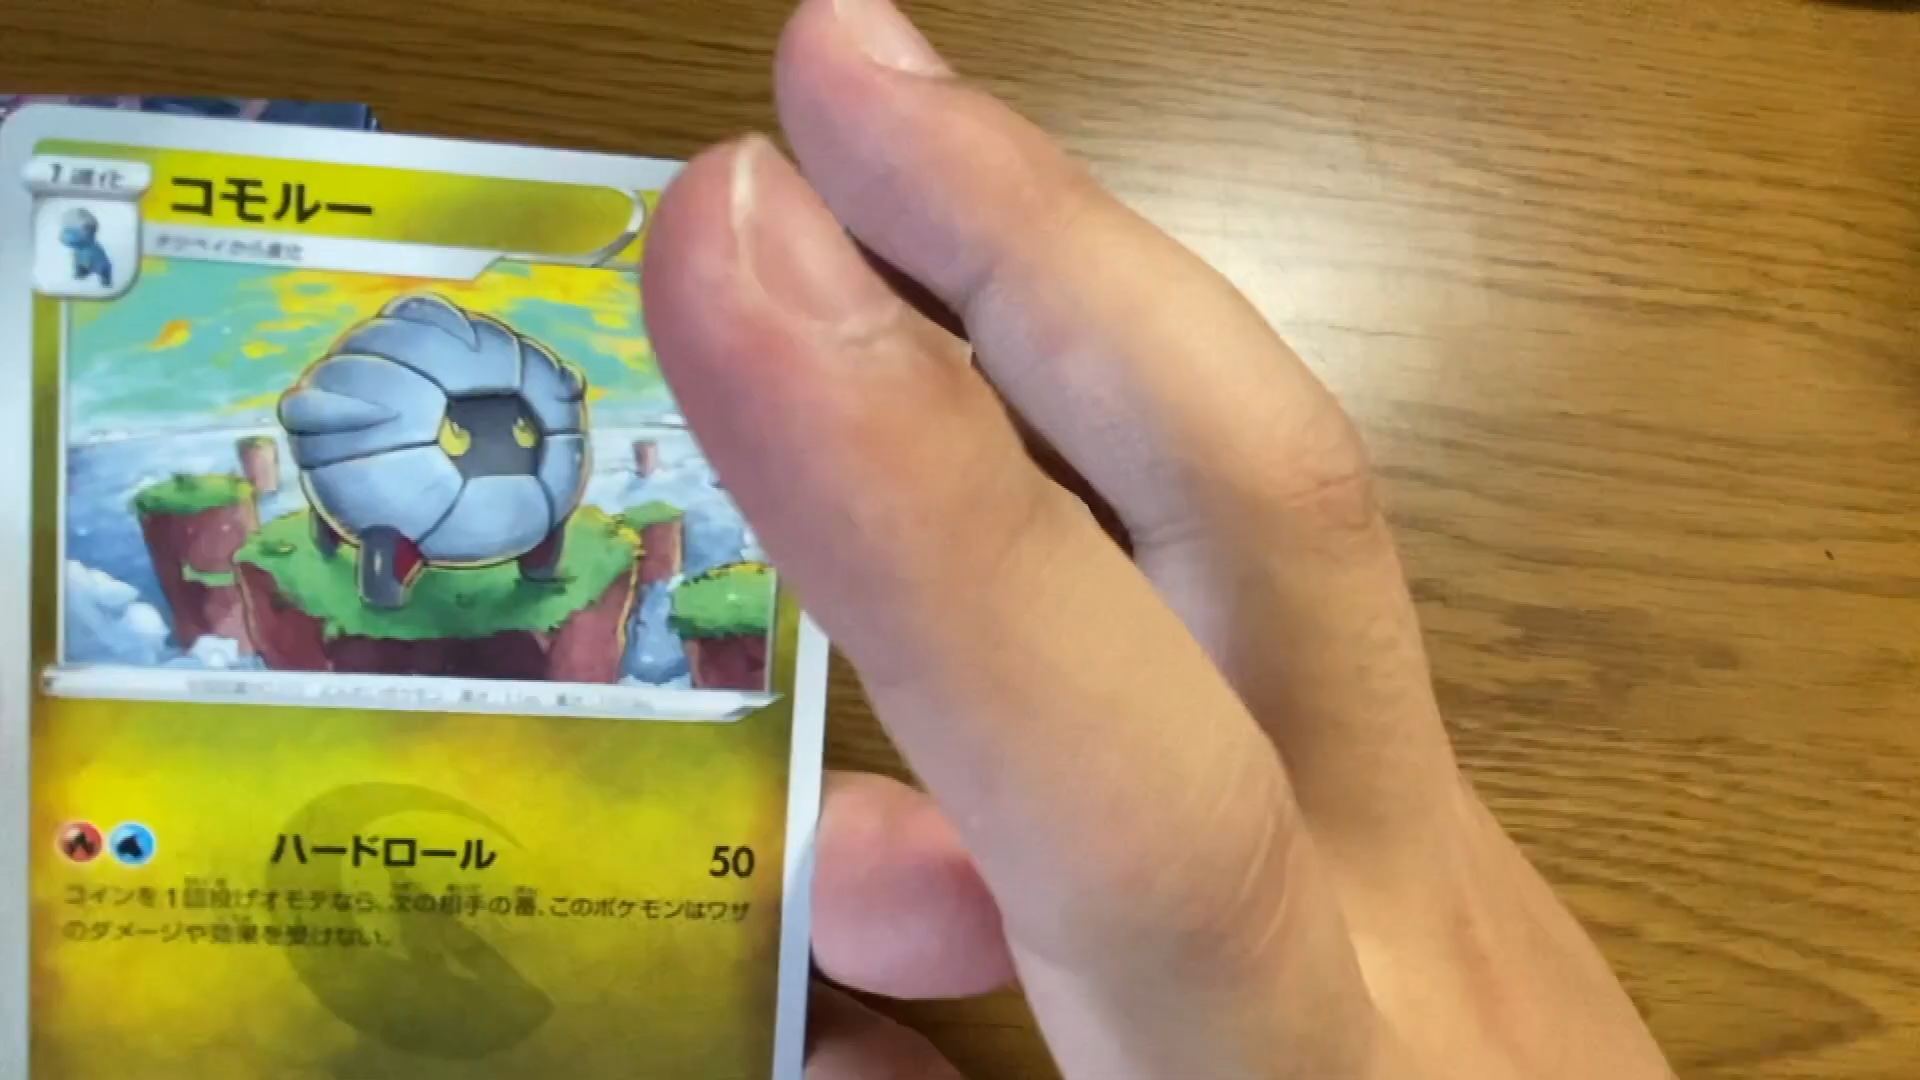 1進化
コモルー
タツベイから進化
ハードロール
50
コインを1回投げオモテなら、次の相手の番、このポケモンはワザ
のダメージや効果を受けない。